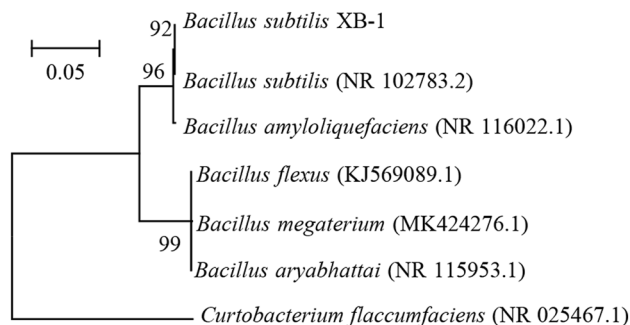 92
Bacillus subtilis XB-1
0.05
96
Bacillus subtilis (NR 102783.2)
Bacillus amyloliquefaciens (NR 116022.1)
Bacillus flexus (KJ569089.1)
Bacillus megaterium (MK424276.1)
99
Bacillus aryabhattai (NR 115953.1)
Curtobacterium flaccumfaciens (NR 025467.1)